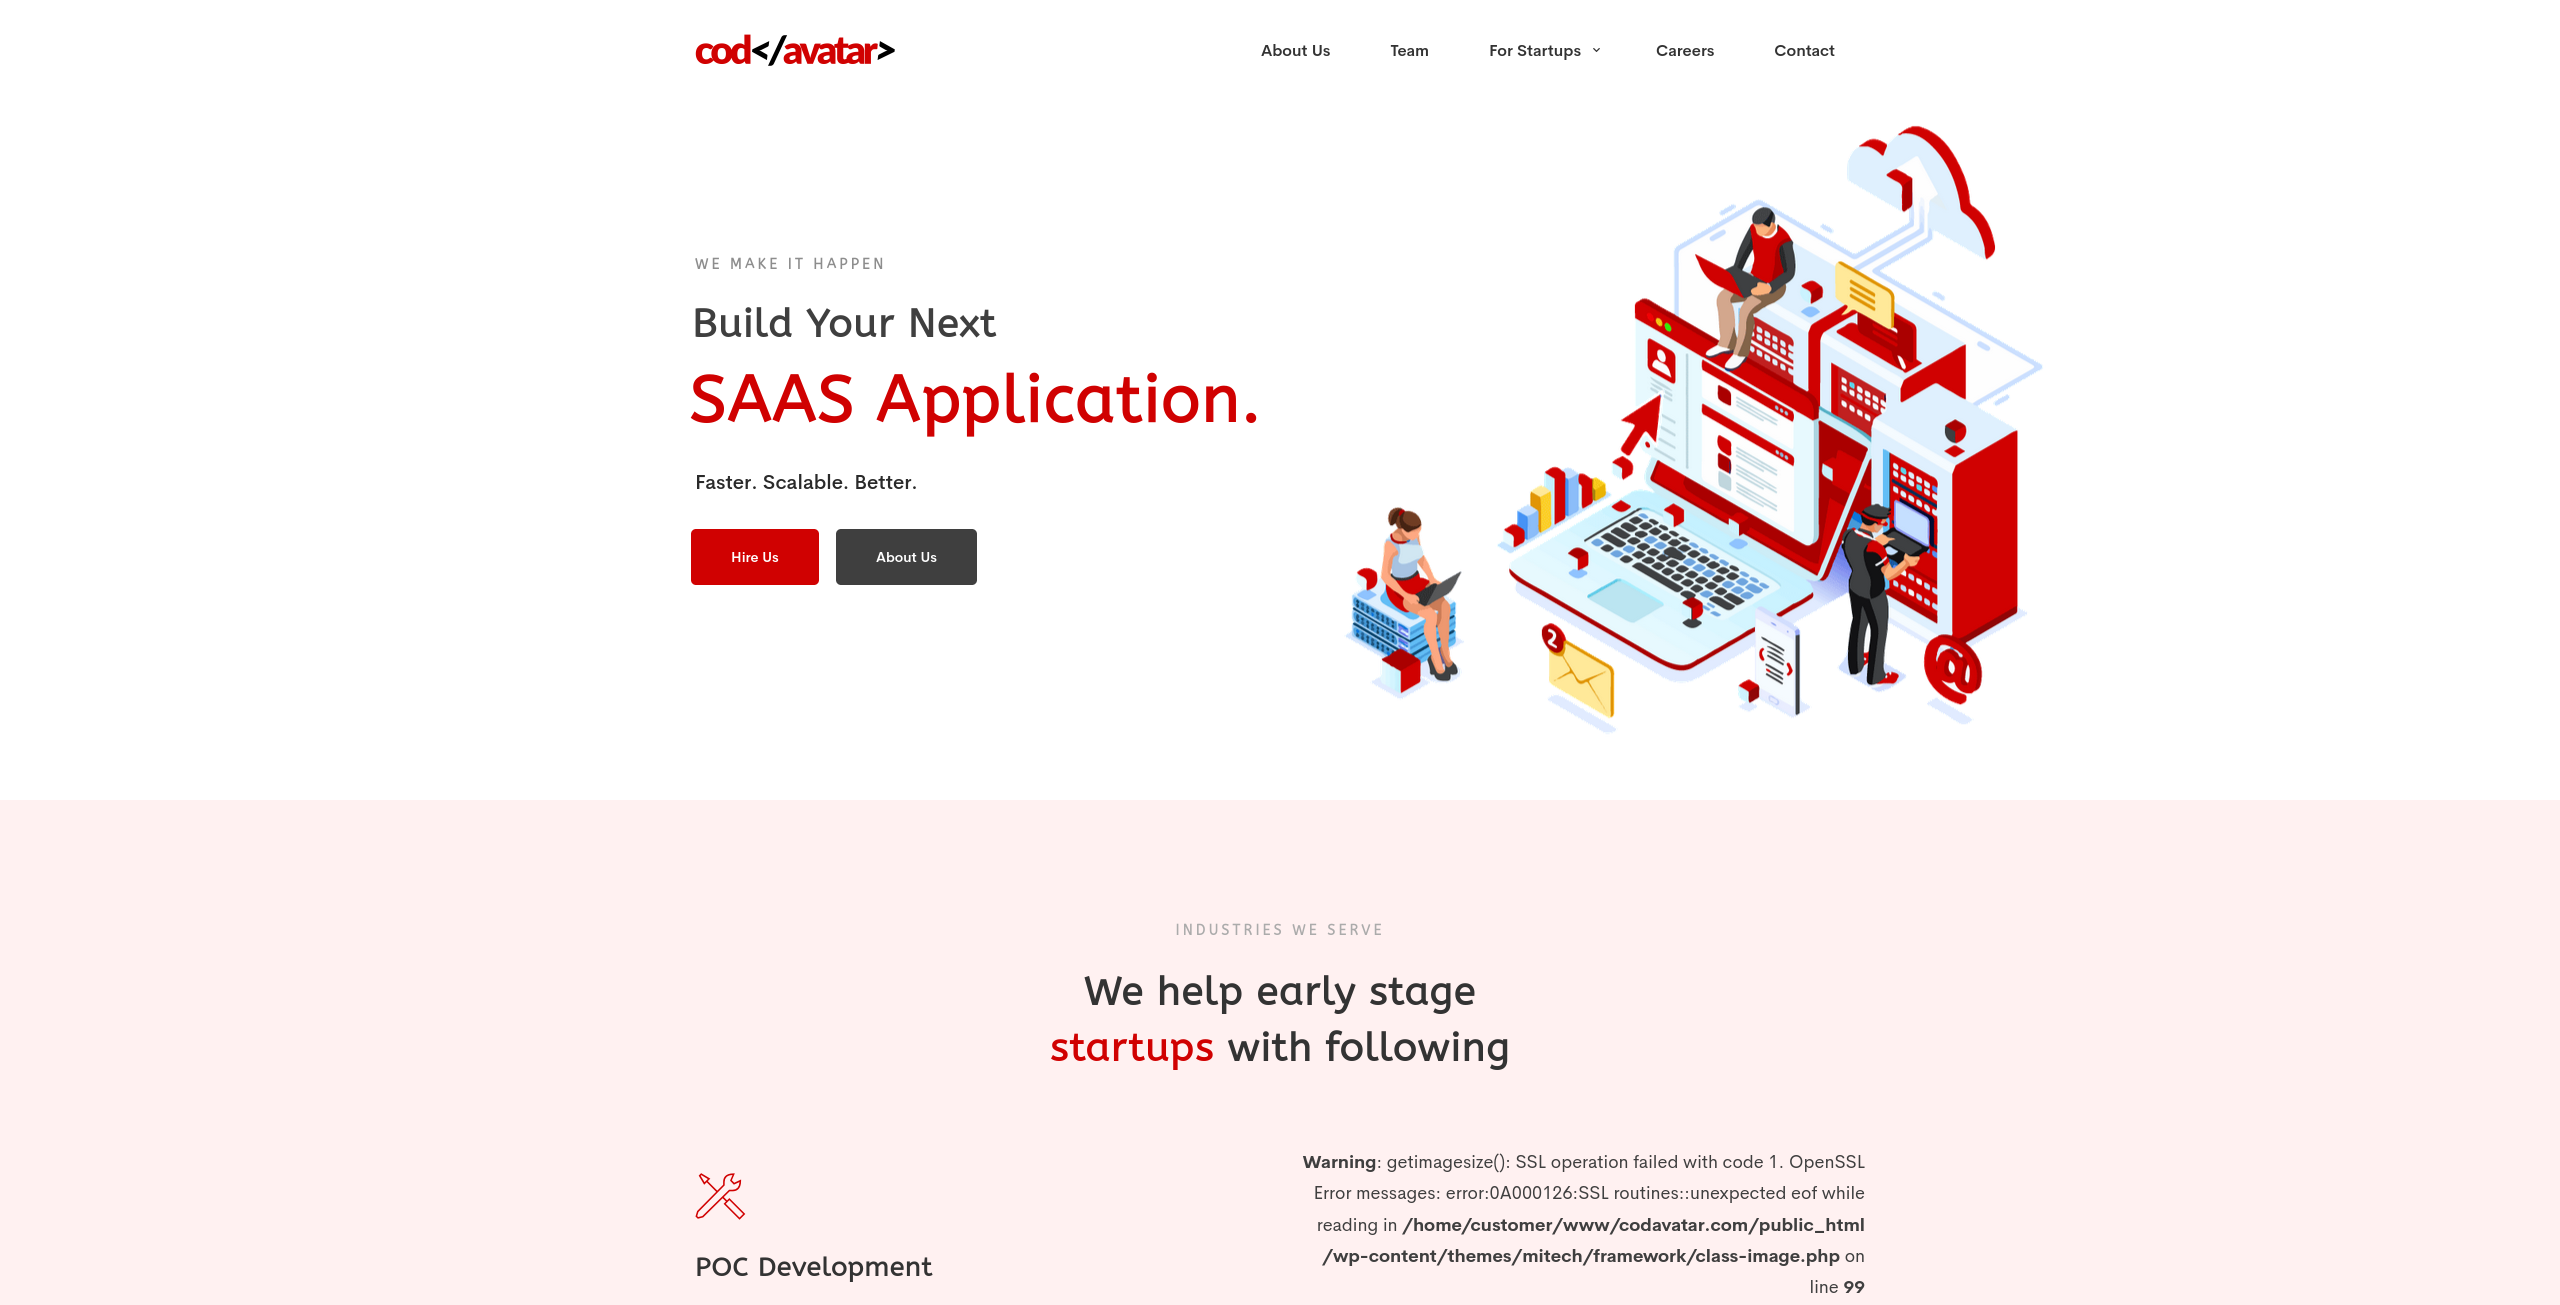 cod</avatar>
About Us
Team
For Startups
Careers
Contact
WE MAKE IT HAPPEN
Build Your Next
SAAS Application.
Faster. Scalable. Better.
Hire Us
About Us
2
@
INDUSTRIES WE SERVE
We help early stage
startups with following
POC Development
Warning: getimagesize(): SSL operation failed with code 1. OpenSSL
Error messages: error:0A000126:SSL routines::unexpected eof while
reading in /home/customer/www/codavatar.com/public_html
/wp-content/themes/mitech/framework/class-image.php on
line 99